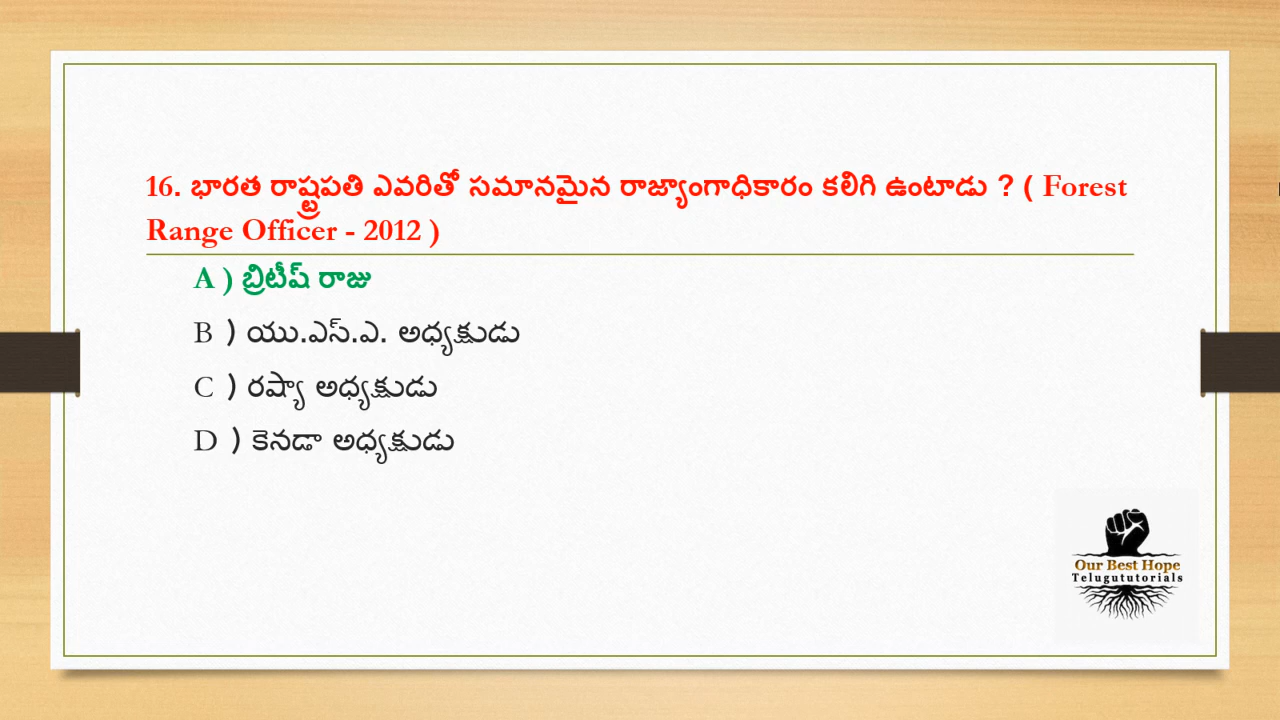 16. భారత రాష్ట్రపతి ఎవరితో సమానమైన రాజ్యాంగాధికారం కలిగి ఉంటాడు ? ( Forest
Range Officer - 2012 )
A ) బ్రిటీష్ రాజు
B ) యు.ఎస్.ఎ. అధ్యక్షుడు
C ) రష్యా అధ్యక్షుడు
D ) కెనడా అధ్యక్షుడు
Our Best Hope
Telugututorials